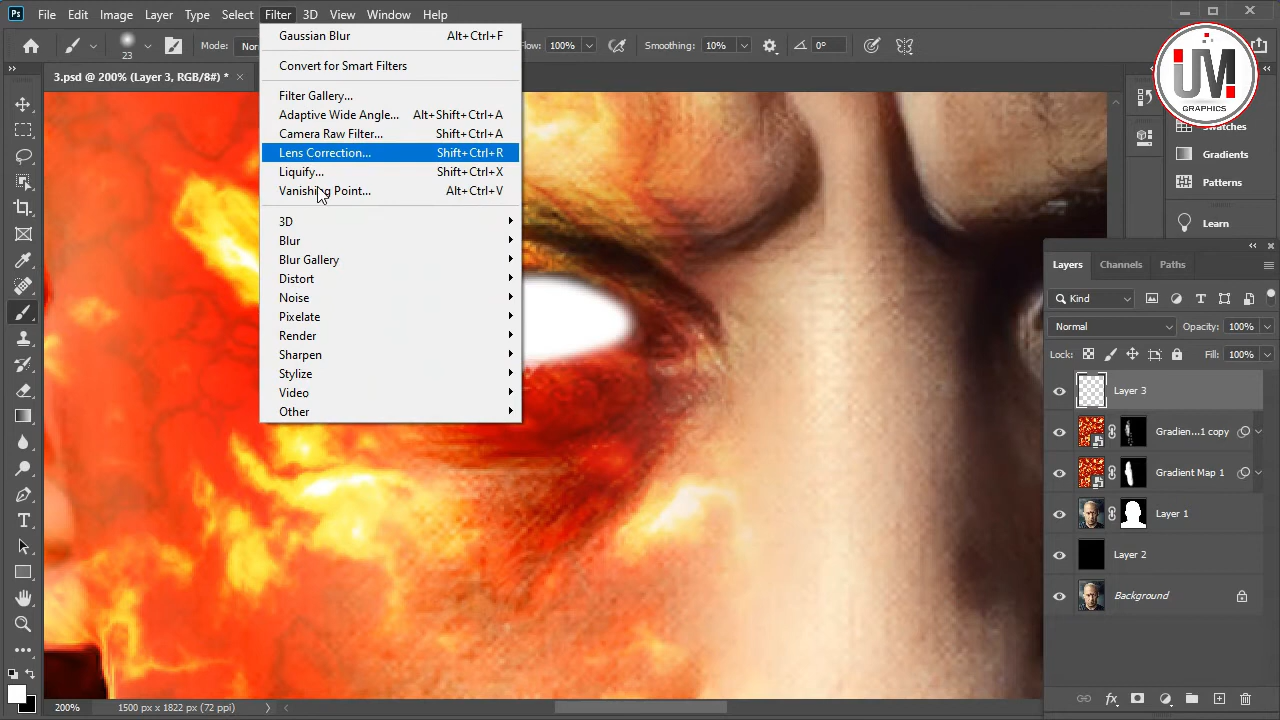 Ps File Edit Image Layer Type Select Filter 3D View Window Help
23 Mode: Flow: 100% Smoothing: 10% 0°
3.psd @ 200% (Layer 3, RGB/8#) *
Gaussian Blur Alt+Ctrl+F
Convert for Smart Filters
Filter Gallery...
Adaptive Wide Angle... Alt+Shift+Ctrl+A
Camera Raw Filter... Shift+Ctrl+A
Lens Correction... Shift+Ctrl+R
Liquify... Shift+Ctrl+X
Vanishing Point... Alt+Ctrl+V
3D
Blur
Blur Gallery
Distort
Noise
Pixelate
Render
Sharpen
Stylize
Video
Other
UM
GRAPHICS
Swatches
Gradients
Patterns
Learn
Layers Channels Paths
Kind
Normal Opacity: 100%
Lock: Fill: 100%
Layer 3
Gradien...1 copy
Gradient Map 1
Layer 1
Layer 2
Background
200% 1500 px x 1822 px (72 ppi)